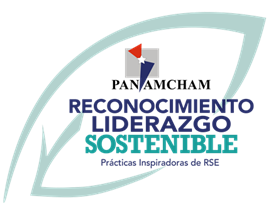 PANAMCHAM
RECONOCIMIENTO
LIDERAZGO
SOSTENIBLE
Prácticas Inspiradoras de RSE